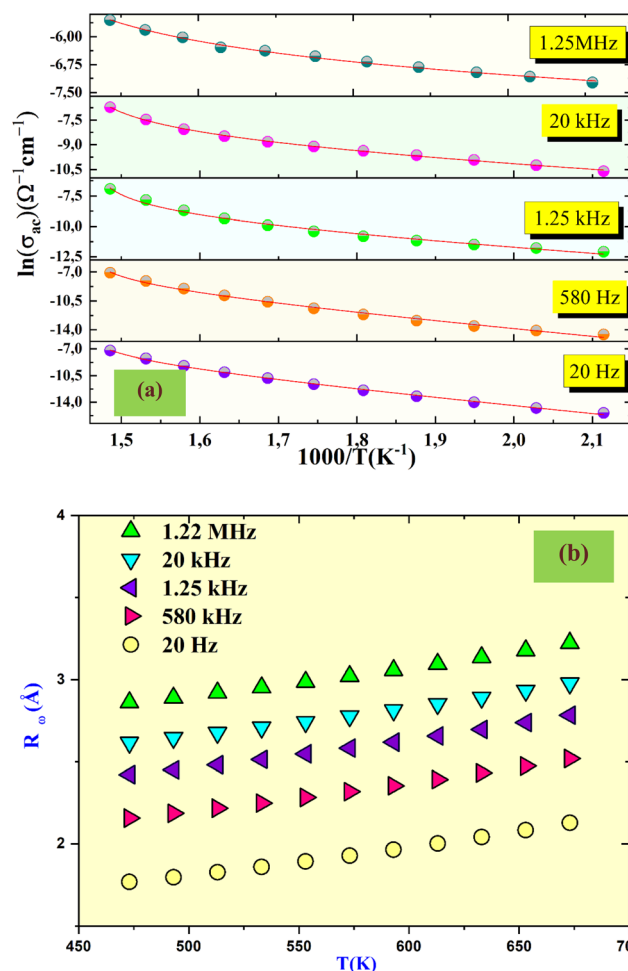 -6,00
-6,75
-7,50
1.25MHz
-7,5
-9,0
-10,5
20 kHz
-7,5
-10,0
-12,5
1.25 kHz
-7,0
-10,5
-14,0
580 Hz
-7,0
-10,5
-14,0
20 Hz
(a)
ln(σac)(Ω⁻¹ cm⁻¹)
1,5 1,6 1,7 1,8 1,9 2,0 2,1
1000/T(K⁻¹)
4
3
2
R ω (Å)
1.22 MHz
20 kHz
1.25 kHz
580 kHz
20 Hz
(b)
450 500 550 600 650 700
T(K)